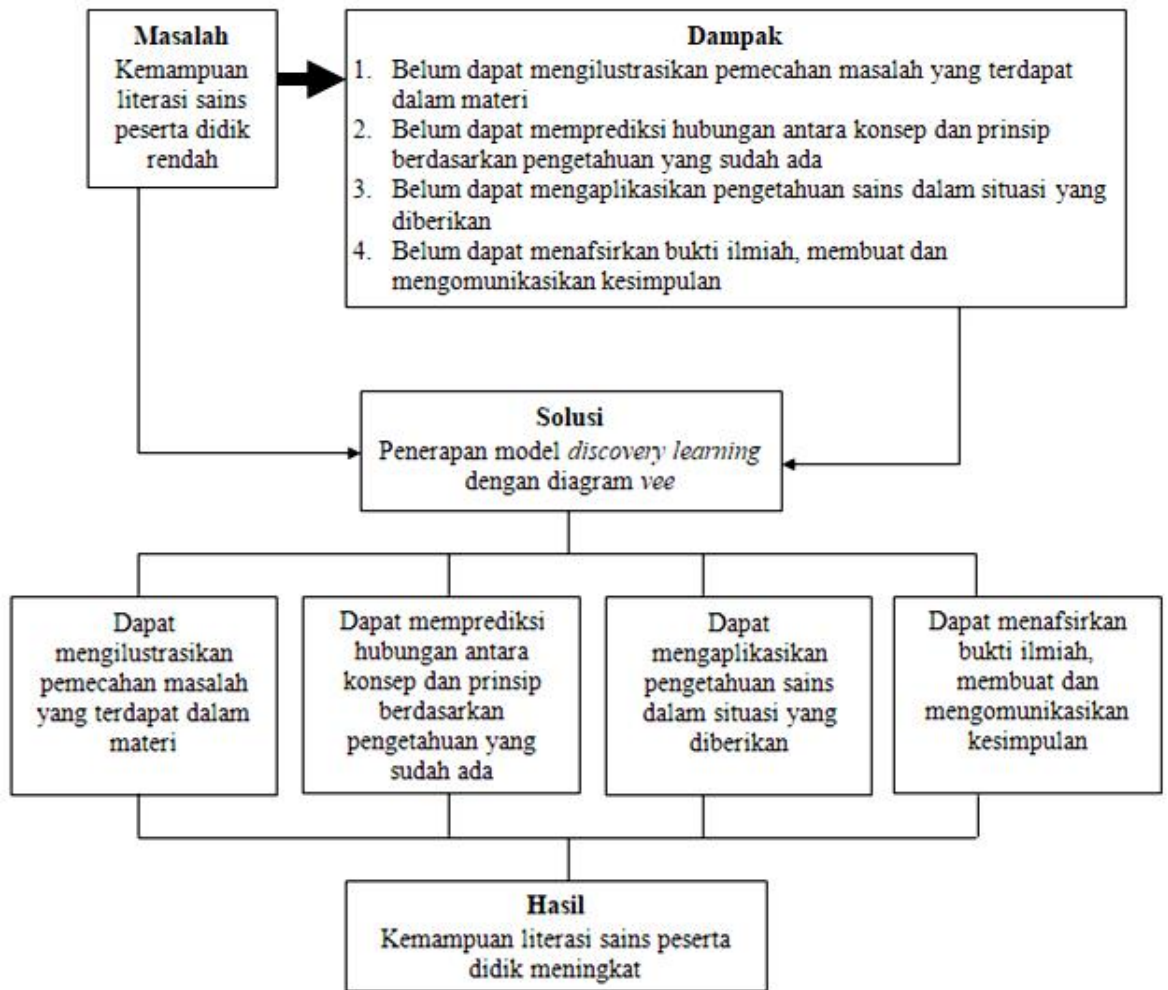 Masalah
Kemampuan
literasi sains
peserta didik
rendah
Dampak
1. Belum dapat mengilustrasikan pemecahan masalah yang terdapat
dalam materi
2. Belum dapat memprediksi hubungan antara konsep dan prinsip
berdasarkan pengetahuan yang sudah ada
3. Belum dapat mengaplikasikan pengetahuan sains dalam situasi yang
diberikan
4. Belum dapat menafsirkan bukti ilmiah, membuat dan
mengomunikasikan kesimpulan
Solusi
Penerapan model discovery learning
dengan diagram vee
Dapat
mengilustrasikan
pemecahan masalah
yang terdapat dalam
materi
Dapat memprediksi
hubungan antara
konsep dan prinsip
berdasarkan
pengetahuan yang
sudah ada
Dapat
mengaplikasikan
pengetahuan sains
dalam situasi yang
diberikan
Dapat menafsirkan
bukti ilmiah,
membuat dan
mengomunikasikan
kesimpulan
Hasil
Kemampuan literasi sains peserta
didik meningkat